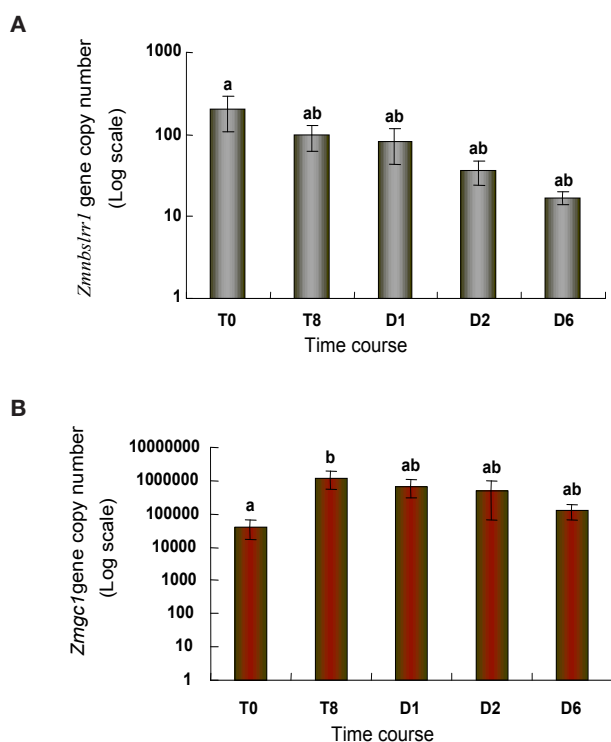 A
Zmnbslrr1 gene copy number
(Log scale)
1000
100
10
1
a
ab
ab
ab
ab
T0 T8 D1 D2 D6
Time course
B
Zmgc1gene copy number
(Log scale)
10000000
1000000
100000
10000
1000
100
10
1
a
b
ab
ab
ab
T0 T8 D1 D2 D6
Time course